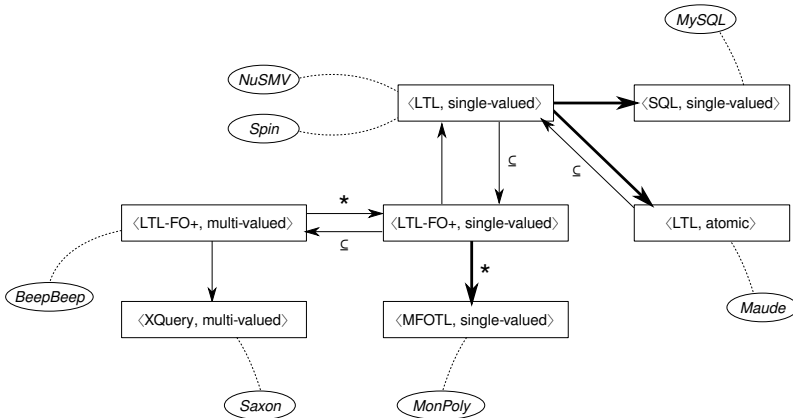 MySQL
NuSMV
⟨LTL, single-valued⟩
⟨SQL, single-valued⟩
Spin
⊆
⊆
*
⟨LTL-FO+, multi-valued⟩
⟨LTL-FO+, single-valued⟩
⟨LTL, atomic⟩
⊆
*
BeepBeep
⟨XQuery, multi-valued⟩
⟨MFOTL, single-valued⟩
Maude
Saxon
MonPoly